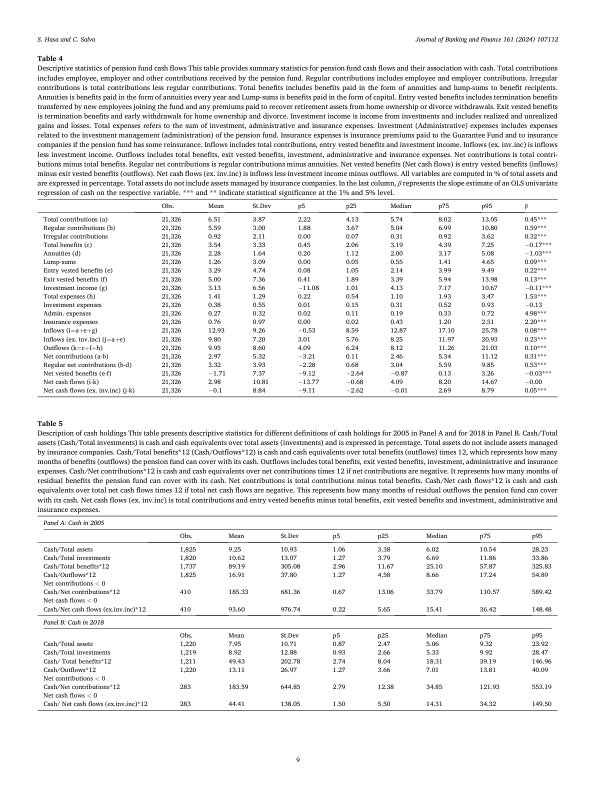 S. Hasa and C. Salva
Journal of Banking and Finance 161 (2024) 107112
Table 4
Descriptive statistics of pension fund cash flows This table provides summary statistics for pension fund cash flows and their association with cash. Total contributions
includes employee, employer and other contributions received by the pension fund. Regular contributions includes employee and employer contributions. Irregular
contributions is total contributions less regular contributions. Total benefits includes benefits paid in the form of annuities and lump-sums to benefit recipients.
Annuities is benefits paid in the form of annuities every year and Lump-sums is benefits paid in the form of capital. Entry vested benefits includes termination benefits
transferred by new employees joining the fund and any premiums paid to recover retirement assets from home ownership or divorce withdrawals. Exit vested benefits
is termination benefits and early withdrawals for home ownership and divorce. Investment income is income from investments and includes realized and unrealized
gains and losses. Total expenses refers to the sum of investment, administrative and insurance expenses. Investment (Administrative) expenses includes expenses
related to the investment management (administration) of the pension fund. Insurance expenses is insurance premiums paid to the Guarantee Fund and to insurance
companies if the pension fund has some reinsurance. Inflows includes total contributions, entry vested benefits and investment income. Inflows (ex. inv.inc) is inflows
less investment income. Outflows includes total benefits, exit vested benefits, investment, administrative and insurance expenses. Net contributions is total contri-
butions minus total benefits. Regular net contributions is regular contributions minus annuities. Net vested benefits (Net cash flows) is entry vested benefits (inflows)
minus exit vested benefits (outflows). Net cash flows (ex. inv.inc) is inflows less investment income minus outflows. All variables are computed in % of total assets and
are expressed in percentage. Total assets do not include assets managed by insurance companies. In the last column, β represents the slope estimate of an OLS univariate
regression of cash on the respective variable. *** and ** indicate statistical significance at the 1% and 5% level.
Obs. Mean St.Dev p5 p25 Median p75 p95 β
Total contributions (a) 21,326 6.51 3.87 2.22 4.13 5.74 8.02 13.05 0.45***
Regular contributions (b) 21,326 5.59 3.00 1.88 3.67 5.04 6.99 10.80 0.59***
Irregular contributions 21,326 0.92 2.11 0.00 0.07 0.31 0.92 3.62 0.32***
Total benefits (c) 21,326 3.54 3.33 0.45 2.06 3.19 4.39 7.25 −0.17***
Annuities (d) 21,326 2.28 1.64 0.20 1.12 2.00 3.17 5.08 −1.03***
Lump-sums 21,326 1.26 3.09 0.00 0.05 0.55 1.41 4.65 0.09***
Entry vested benefits (e) 21,326 3.29 4.74 0.08 1.05 2.14 3.99 9.49 0.22***
Exit vested benefits (f) 21,326 5.00 7.36 0.41 1.89 3.39 5.94 13.98 0.13***
Investment income (g) 21,326 3.13 6.56 −11.08 1.01 4.13 7.17 10.67 −0.11***
Total expenses (h) 21,326 1.41 1.29 0.22 0.54 1.10 1.93 3.47 1.53***
Investment expenses 21,326 0.38 0.55 0.01 0.15 0.31 0.52 0.93 −0.13
Admin. expenses 21,326 0.27 0.32 0.02 0.11 0.19 0.33 0.72 4.98***
Insurance expenses 21,326 0.76 0.97 0.00 0.02 0.43 1.20 2.51 2.20***
Inflows (i=a+e+g) 21,326 12.93 9.26 −0.53 8.59 12.87 17.10 25.78 0.08***
Inflows (ex. inv.inc) (j=a+e) 21,326 9.80 7.20 3.01 5.76 8.25 11.97 20.93 0.23***
Outflows (k=c+f+h) 21,326 9.95 8.60 4.09 6.24 8.12 11.26 21.03 0.10***
Net contributions (a-b) 21,326 2.97 5.32 −3.21 0.11 2.46 5.34 11.12 0.31***
Regular net contributions (b-d) 21,326 3.32 3.93 −2.28 0.68 3.04 5.59 9.85 0.53***
Net vested benefits (e-f) 21,326 −1.71 7.37 −9.12 −2.64 −0.87 0.13 3.26 −0.03***
Net cash flows (i-k) 21,326 2.98 10.81 −13.77 −0.68 4.09 8.20 14.67 −0.00
Net cash flows (ex. inv.inc) (j-k) 21,326 −0.1 8.84 −9.11 −2.62 −0.01 2.69 8.79 0.05***
Table 5
Description of cash holdings This table presents descriptive statistics for different definitions of cash holdings for 2005 in Panel A and for 2018 in Panel B. Cash/Total
assets (Cash/Total investments) is cash and cash equivalents over total assets (investments) and is expressed in percentage. Total assets do not include assets managed
by insurance companies. Cash/Total benefits*12 (Cash/Outflows*12) is cash and cash equivalents over total benefits (outflows) times 12, which represents how many
months of benefits (outflows) the pension fund can cover with its cash. Outflows includes total benefits, exit vested benefits, investment, administrative and insurance
expenses. Cash/Net contributions*12 is cash and cash equivalents over net contributions times 12 if net contributions are negative. It represents how many months of
residual benefits the pension fund can cover with its cash. Net contributions is total contributions minus total benefits. Cash/Net cash flows*12 is cash and cash
equivalents over total net cash flows times 12 if total net cash flows are negative. This represents how many months of residual outflows the pension fund can cover
with its cash. Net cash flows (ex. inv.inc) is total contributions and entry vested benefits minus total benefits, exit vested benefits and investment, administrative and
insurance expenses.
Panel A: Cash in 2005
Obs. Mean St.Dev p5 p25 Median p75 p95
Cash/Total assets 1,825 9.25 10.93 1.06 3.38 6.02 10.54 28.23
Cash/Total investments 1,820 10.62 13.07 1.27 3.79 6.69 11.86 33.86
Cash/Total benefits*12 1,737 89.19 305.08 2.96 11.67 25.10 57.87 325.83
Cash/Outflows*12 1,825 16.91 37.80 1.27 4.58 8.66 17.24 54.89
Net contributions < 0
Cash/Net contributions*12 410 185.33 681.36 0.67 13.06 33.79 110.57 589.42
Net cash flows < 0
Cash/Net cash flows (ex.inv.inc)*12 410 93.60 976.74 0.22 5.65 15.41 36.42 148.48
Panel B: Cash in 2018
Obs. Mean St.Dev p5 p25 Median p75 p95
Cash/Total assets 1,220 7.95 10.71 0.87 2.47 5.06 9.32 23.92
Cash/Total investments 1,219 8.92 12.88 0.93 2.66 5.33 9.92 28.47
Cash/ Total benefits*12 1,211 49.43 202.78 2.74 8.04 18.31 39.19 146.96
Cash/Outflows*12 1,220 13.11 26.97 1.27 3.66 7.01 13.81 40.09
Net contributions < 0
Cash/Net contributions*12 283 183.59 644.85 2.79 12.38 34.85 121.93 553.19
Net cash flows < 0
Cash/ Net cash flows (ex.inv.inc)*12 283 44.41 138.05 1.50 5.50 14.31 34.32 149.50
9